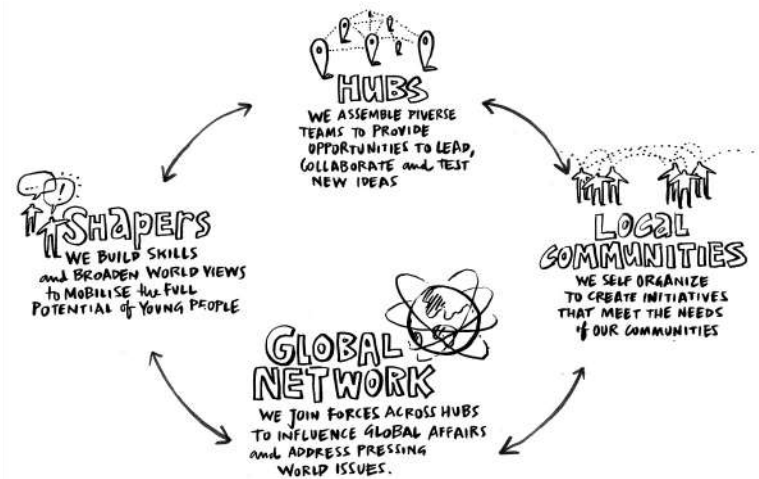 HUBS
WE ASSEMBLE DIVERSE
TEAMS TO PROVIDE
OPPORTUNITIES TO LEAD,
COLLABORATE and TEST
NEW IDEAS
SHAPERS
WE BUILD SKILLS
and BROADEN WORLD VIEWS
to MOBILISE the FULL
POTENTIAL of YOUNG PEOPLE
LOCAL
COMMUNITIES
WE SELF ORGANIZE
TO CREATE INITIATIVES
THAT MEET THE NEEDS
of OUR COMMUNITIES
GLOBAL
NETWORK
WE JOIN FORCES ACROSS HUBS
TO INFLUENCE GLOBAL AFFAIRS
and ADDRESS PRESSING
WORLD ISSUES.